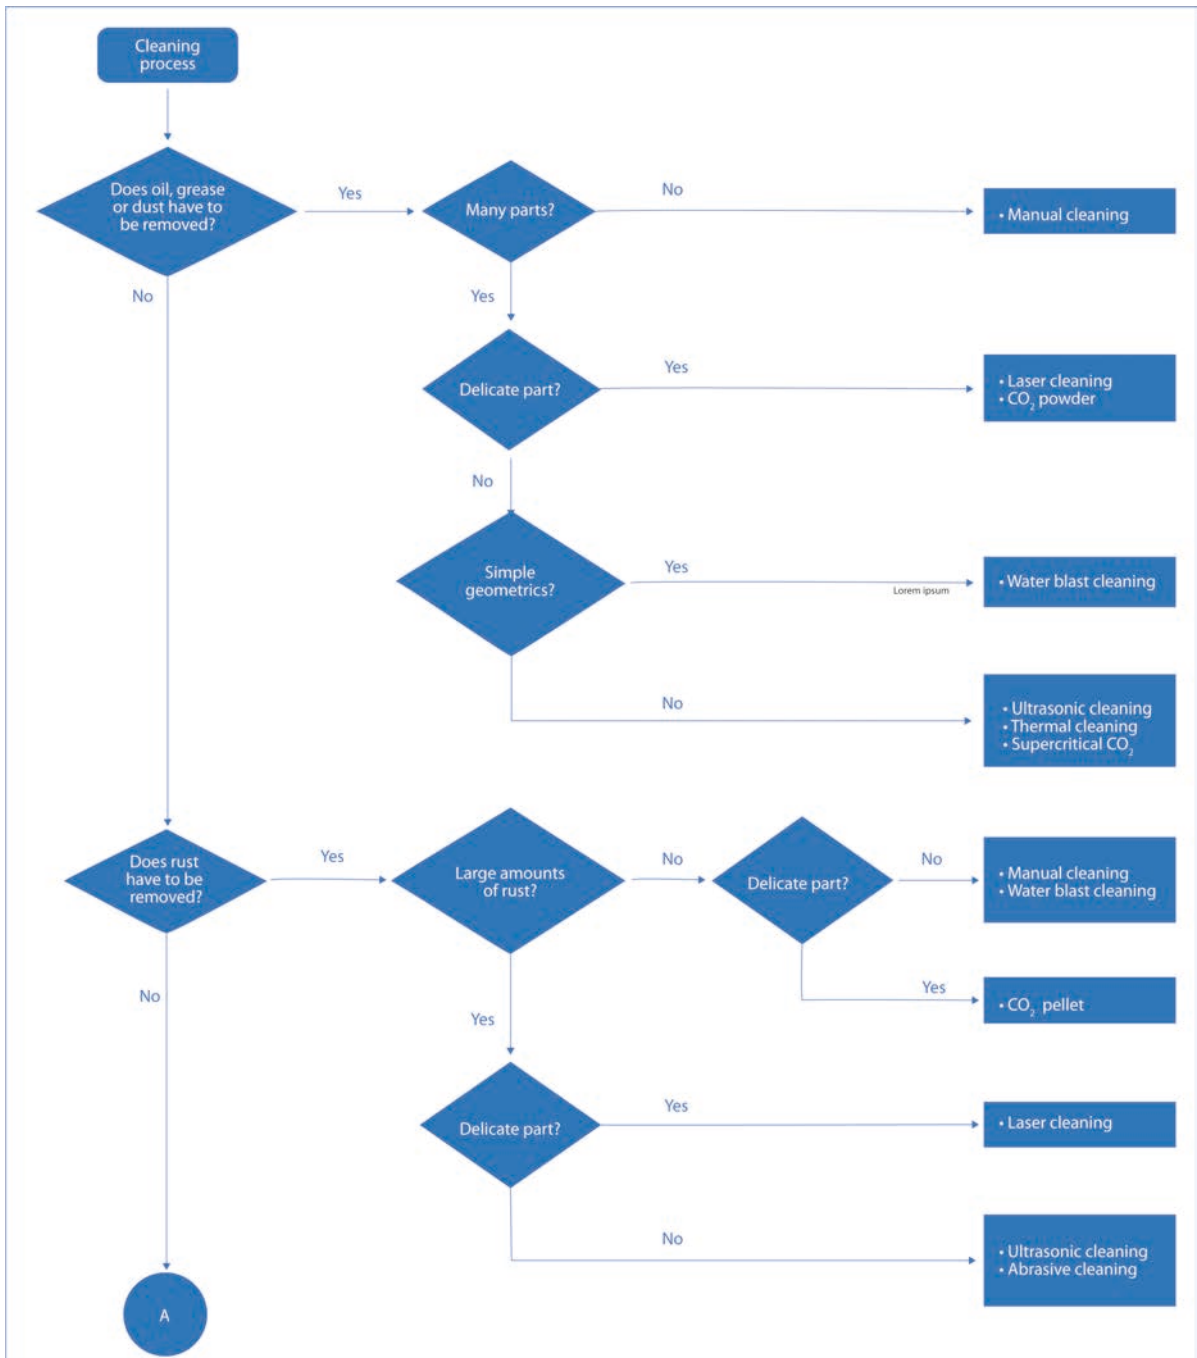 Cleaning
process
Does oil, grease
or dust have to
be removed?
Yes
Many parts?
No
• Manual cleaning
No
Yes
Delicate part?
Yes
• Laser cleaning
• CO₂ powder
No
Simple
geometrics?
Yes
Lorem ipsum
• Water blast cleaning
No
• Ultrasonic cleaning
• Thermal cleaning
• Supercritical CO₂
Does rust
have to be
removed?
Yes
Large amounts
of rust?
No
Delicate part?
No
• Manual cleaning
• Water blast cleaning
Yes
• CO₂ pellet
No
Yes
Delicate part?
Yes
• Laser cleaning
No
• Ultrasonic cleaning
• Abrasive cleaning
A